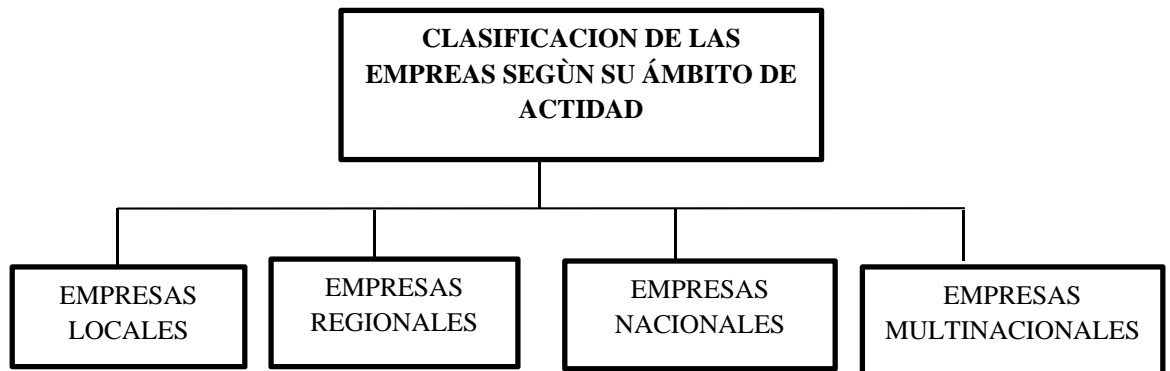 CLASIFICACION DE LAS
EMPREAS SEGÙN SU ÁMBITO DE
ACTIDAD
EMPRESAS
LOCALES
EMPRESAS
REGIONALES
EMPRESAS
NACIONALES
EMPRESAS
MULTINACIONALES